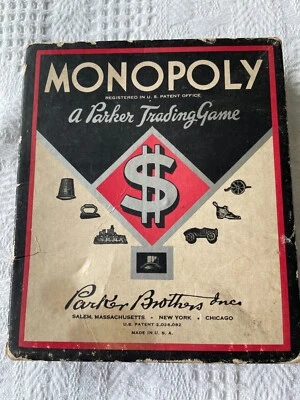 MONOPOLY
REGISTERED IN U. S. PATENT OFFICE
A Parker Trading Game
$
Parker Brothers Inc.
SALEM, MASSACHUSETTS • NEW YORK • CHICAGO
U.S. PATENT 2,026,082
MADE IN U. S. A.